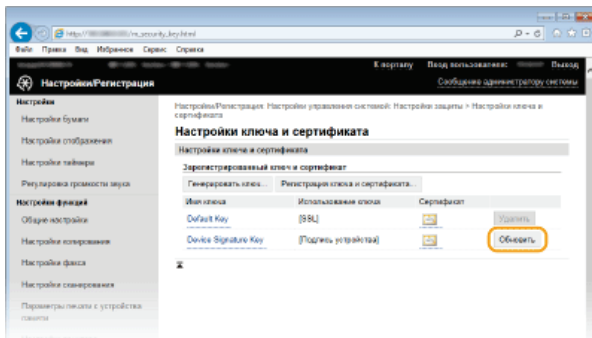 /m_security_key.html
Файл Правка Вид Избранное Сервис Справка
К порталу Вход пользователем: Выход
Настройки/Регистрация
Сообщение администратору системы
Настройки
Настройки бумаги
Настройки отображения
Настройки таймера
Регулировка громкости звука
Настройки функций
Общие настройки
Настройки копирования
Настройки факса
Настройки сканирования
Параметры печати с устройства памяти
Настройки/Регистрация: Настройки управления системой: Настройки защиты > Настройки ключа и
сертификата
Настройки ключа и сертификата
Настройки ключа и сертификата
Зарегистрированный ключ и сертификат
Генерировать ключ... Регистрация ключа и сертификата...
Имя ключа Использование ключа Сертификат
Default Key [SSL] Удалить
Device Signature Key [Подпись устройства] Обновить